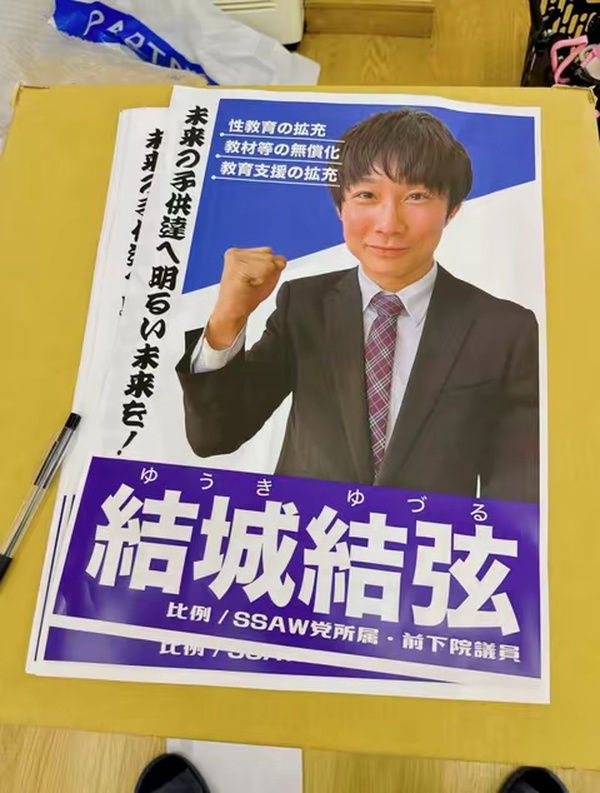 性教育の拡充
教材等の無償化
教育支援の拡充
未来の子供達へ明るい未来を!
ゆうき ゆづる
結城結弦
比例 / SSAW党所属・前下院議員